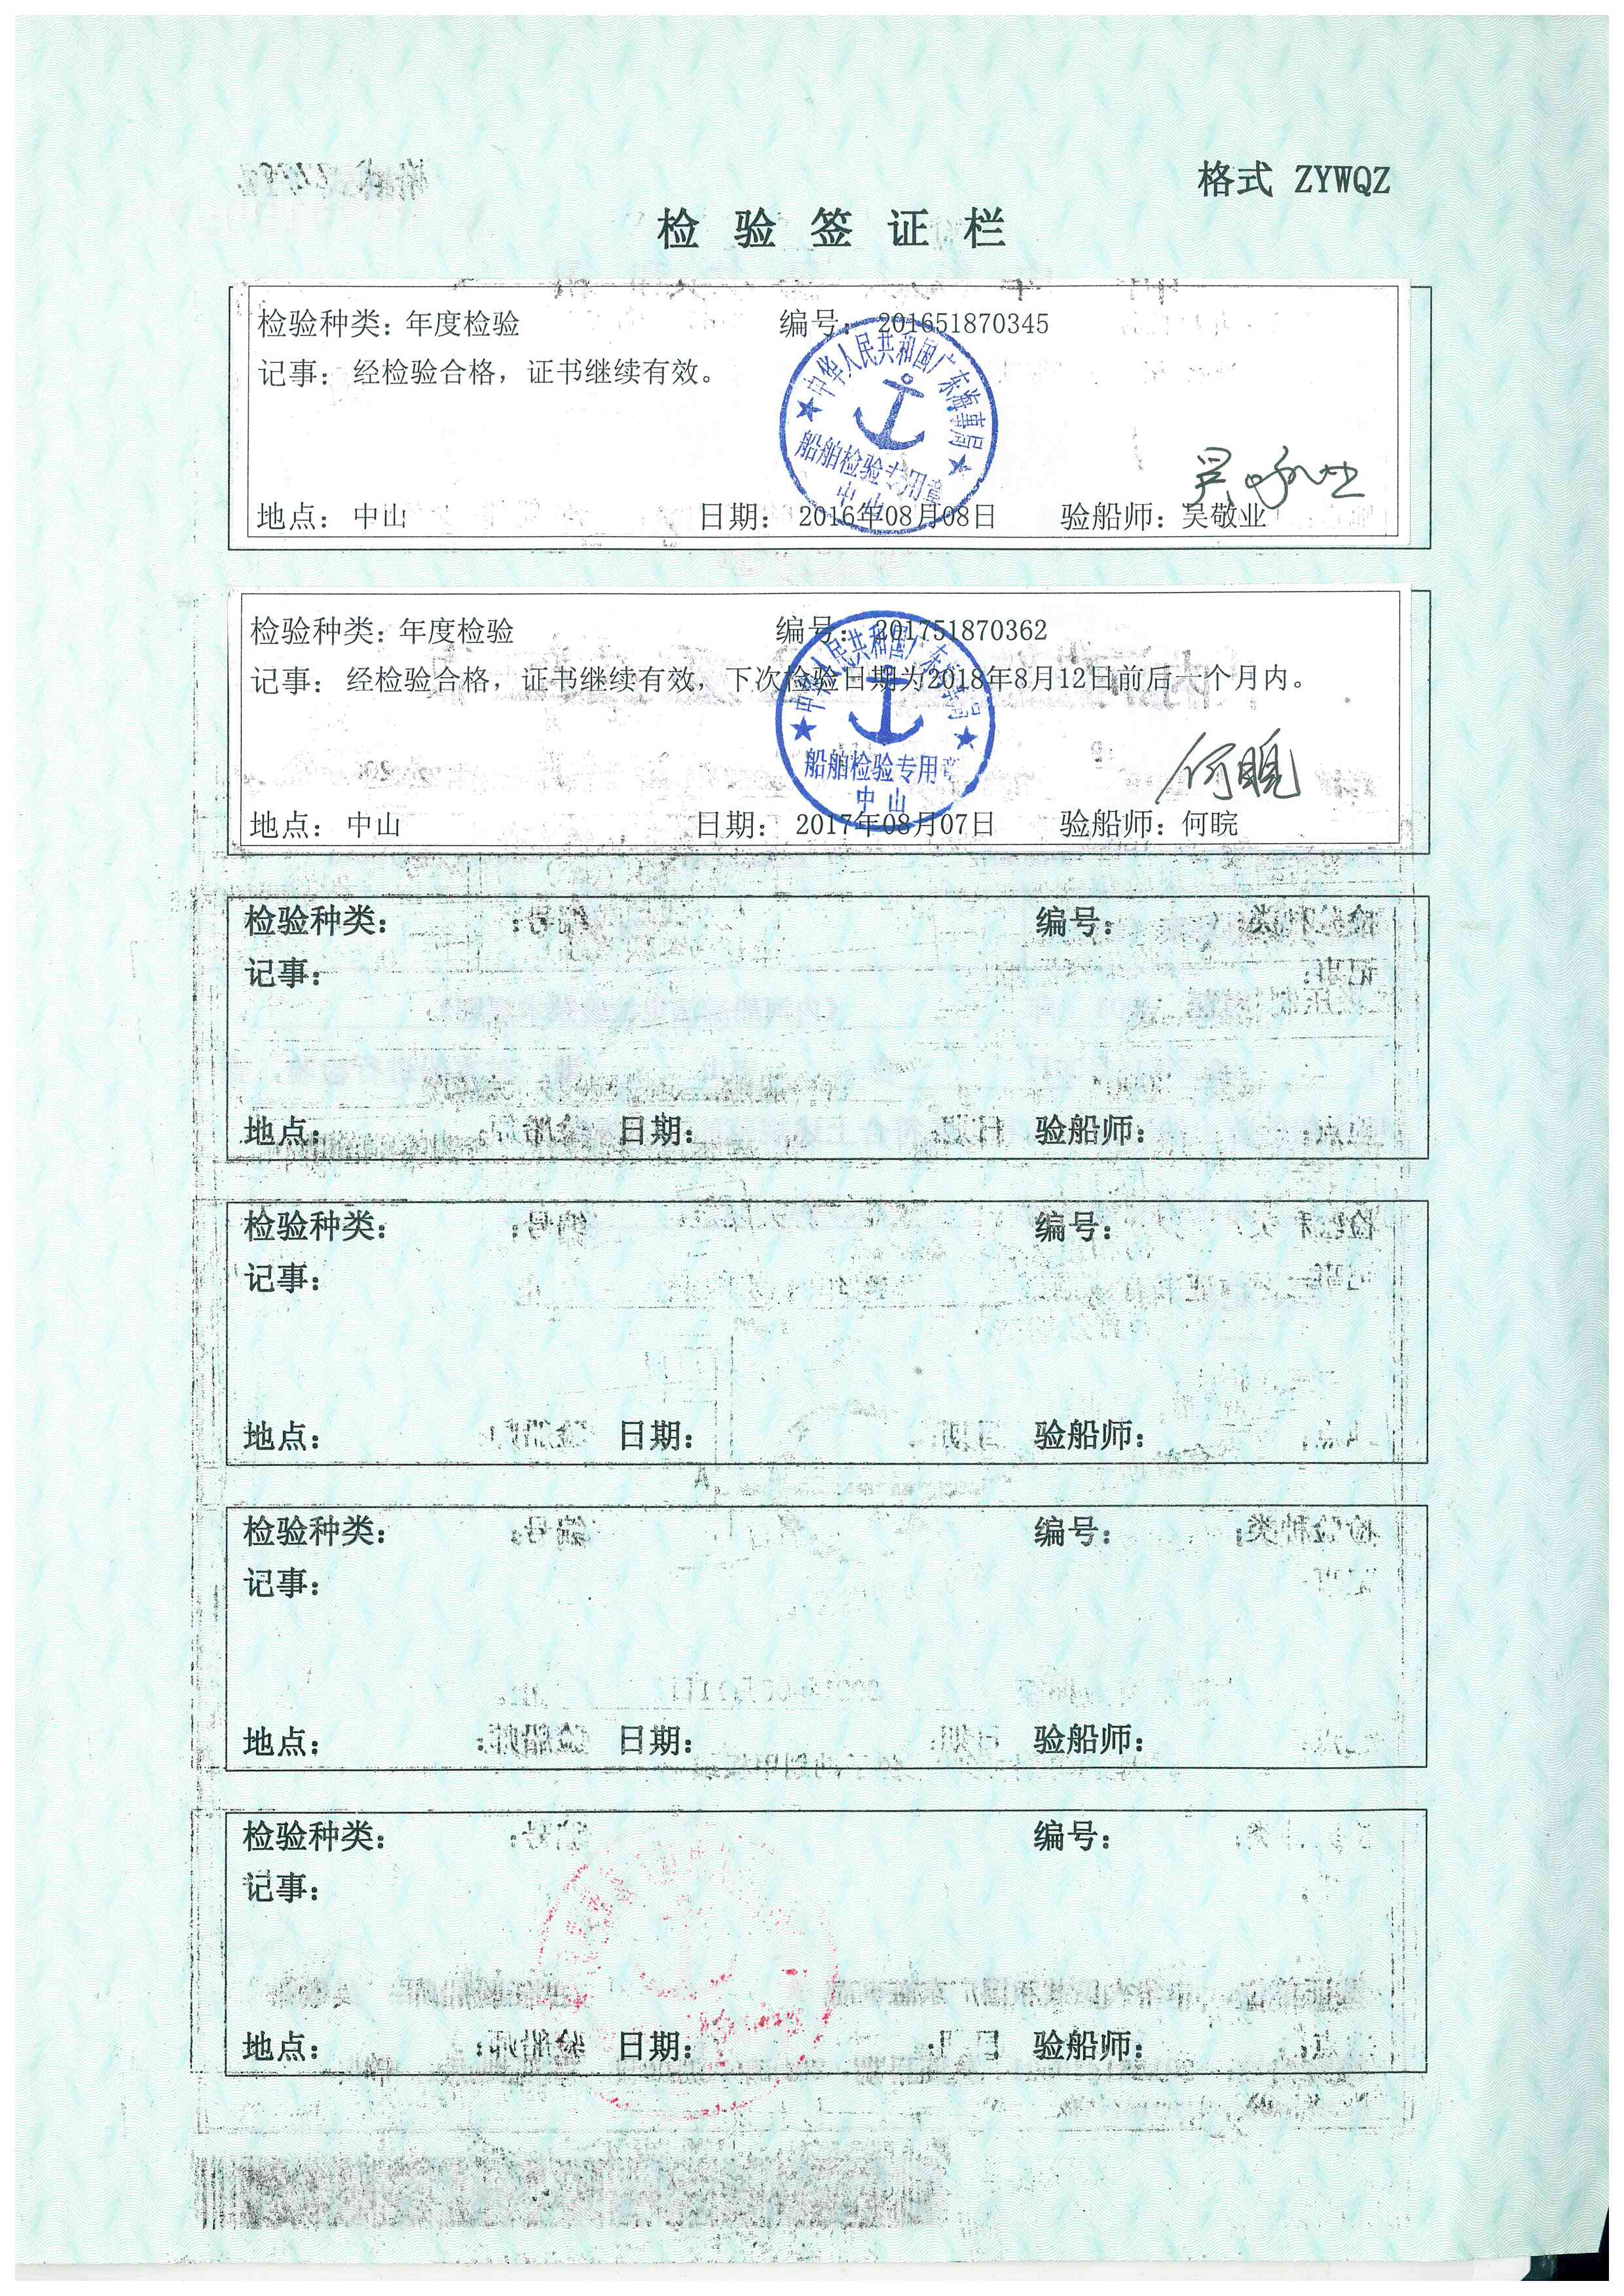 格式 ZYWQZ
检验签证栏
检验种类：年度检验 编号：201651870345
记事：经检验合格，证书继续有效。
中华人民共和国广东海事局
船舶检验专用章
中山
地点：中山 日期：2016年08月08日 验船师：吴敬业
检验种类：年度检验 编号：201751870362
记事：经检验合格，证书继续有效，下次检验日期为2018年8月12日前后一个月内。
中华人民共和国广东海事局
船舶检验专用章
中山
何睆
地点：中山 日期：2017年08月07日 验船师：何睆
检验种类： 编号：
记事：
地点： 日期： 验船师：
检验种类： 编号：
记事：
地点： 日期： 验船师：
检验种类： 编号：
记事：
地点： 日期： 验船师：
检验种类： 编号：
记事：
地点： 日期： 验船师：